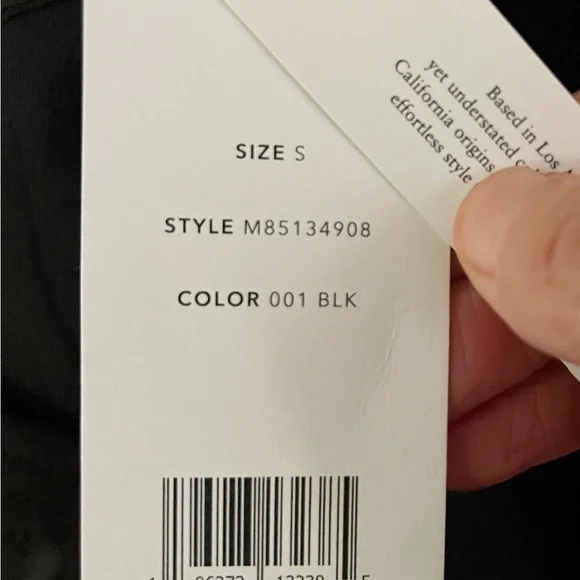 Based in Los
yet understated
California origins
effortless style
SIZE S
STYLE M85134908
COLOR 001 BLK